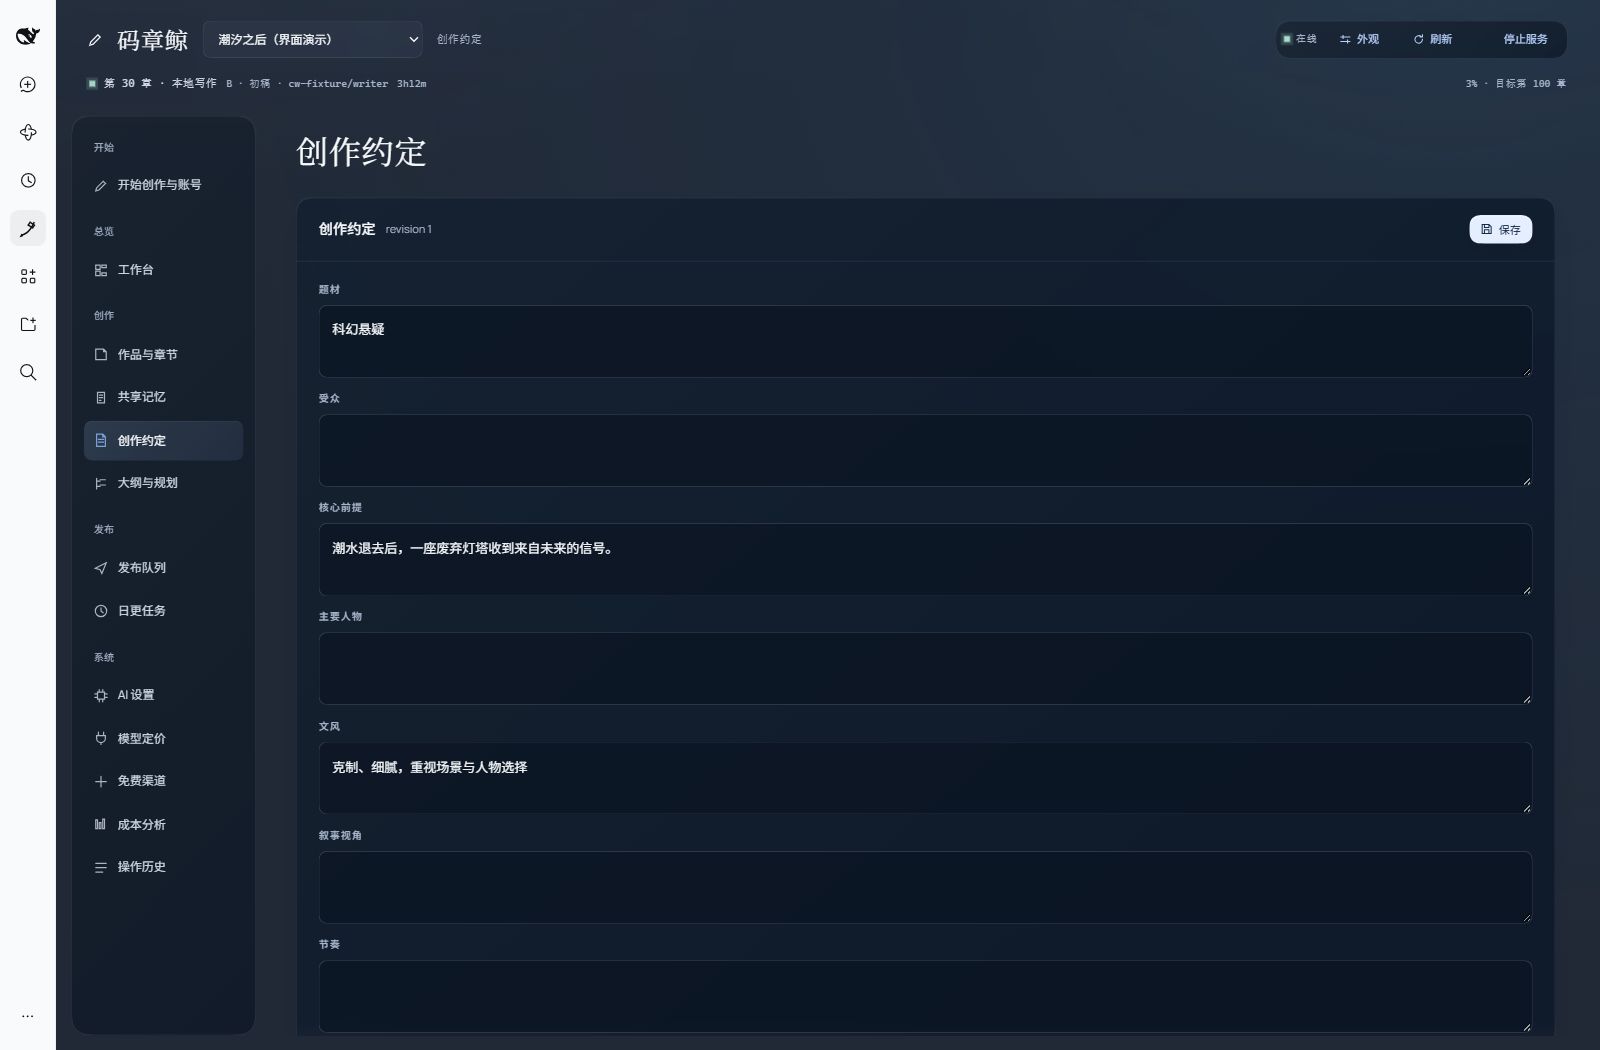 码章鲸
潮汐之后（界面演示）
创作约定
在线
外观
刷新
停止服务
第 30 章 · 本地写作 B · 初稿 · cw-fixture/writer 3h12m
3% · 目标第 100 章
开始
开始创作与账号
总览
工作台
创作
作品与章节
共享记忆
创作约定
大纲与规划
发布
发布队列
日更任务
系统
AI 设置
模型定价
免费渠道
成本分析
操作历史
...
创作约定
创作约定 revision 1
保存
题材
科幻悬疑
受众
核心前提
潮水退去后，一座废弃灯塔收到来自未来的信号。
主要人物
文风
克制、细腻，重视场景与人物选择
叙事视角
节奏